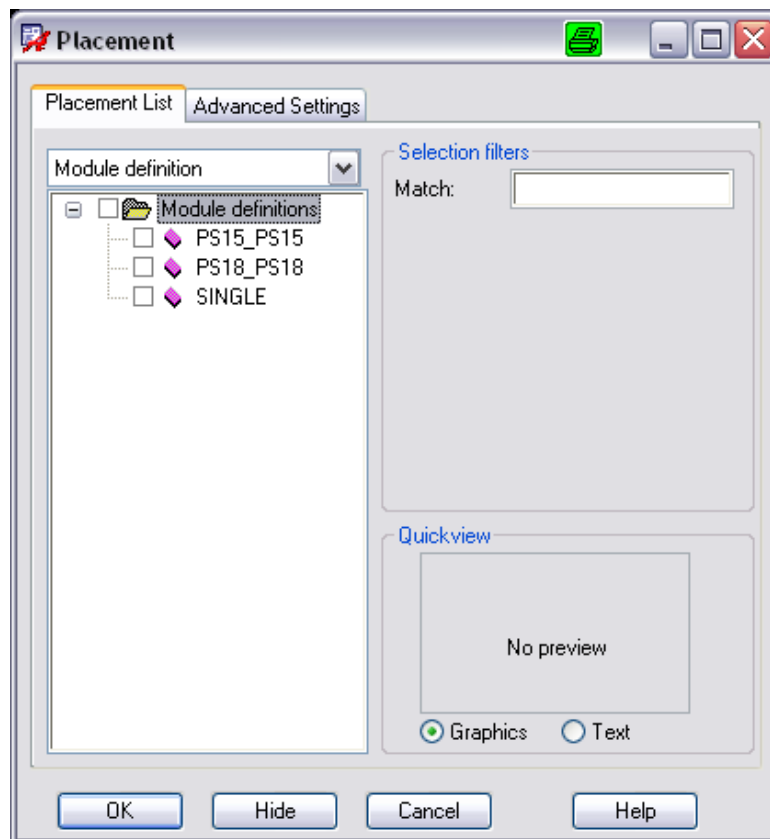 Placement
Placement List
Advanced Settings
Module definition
Module definitions
PS15_PS15
PS18_PS18
SINGLE
Selection filters
Match:
Quickview
No preview
Graphics Text
OK Hide Cancel Help